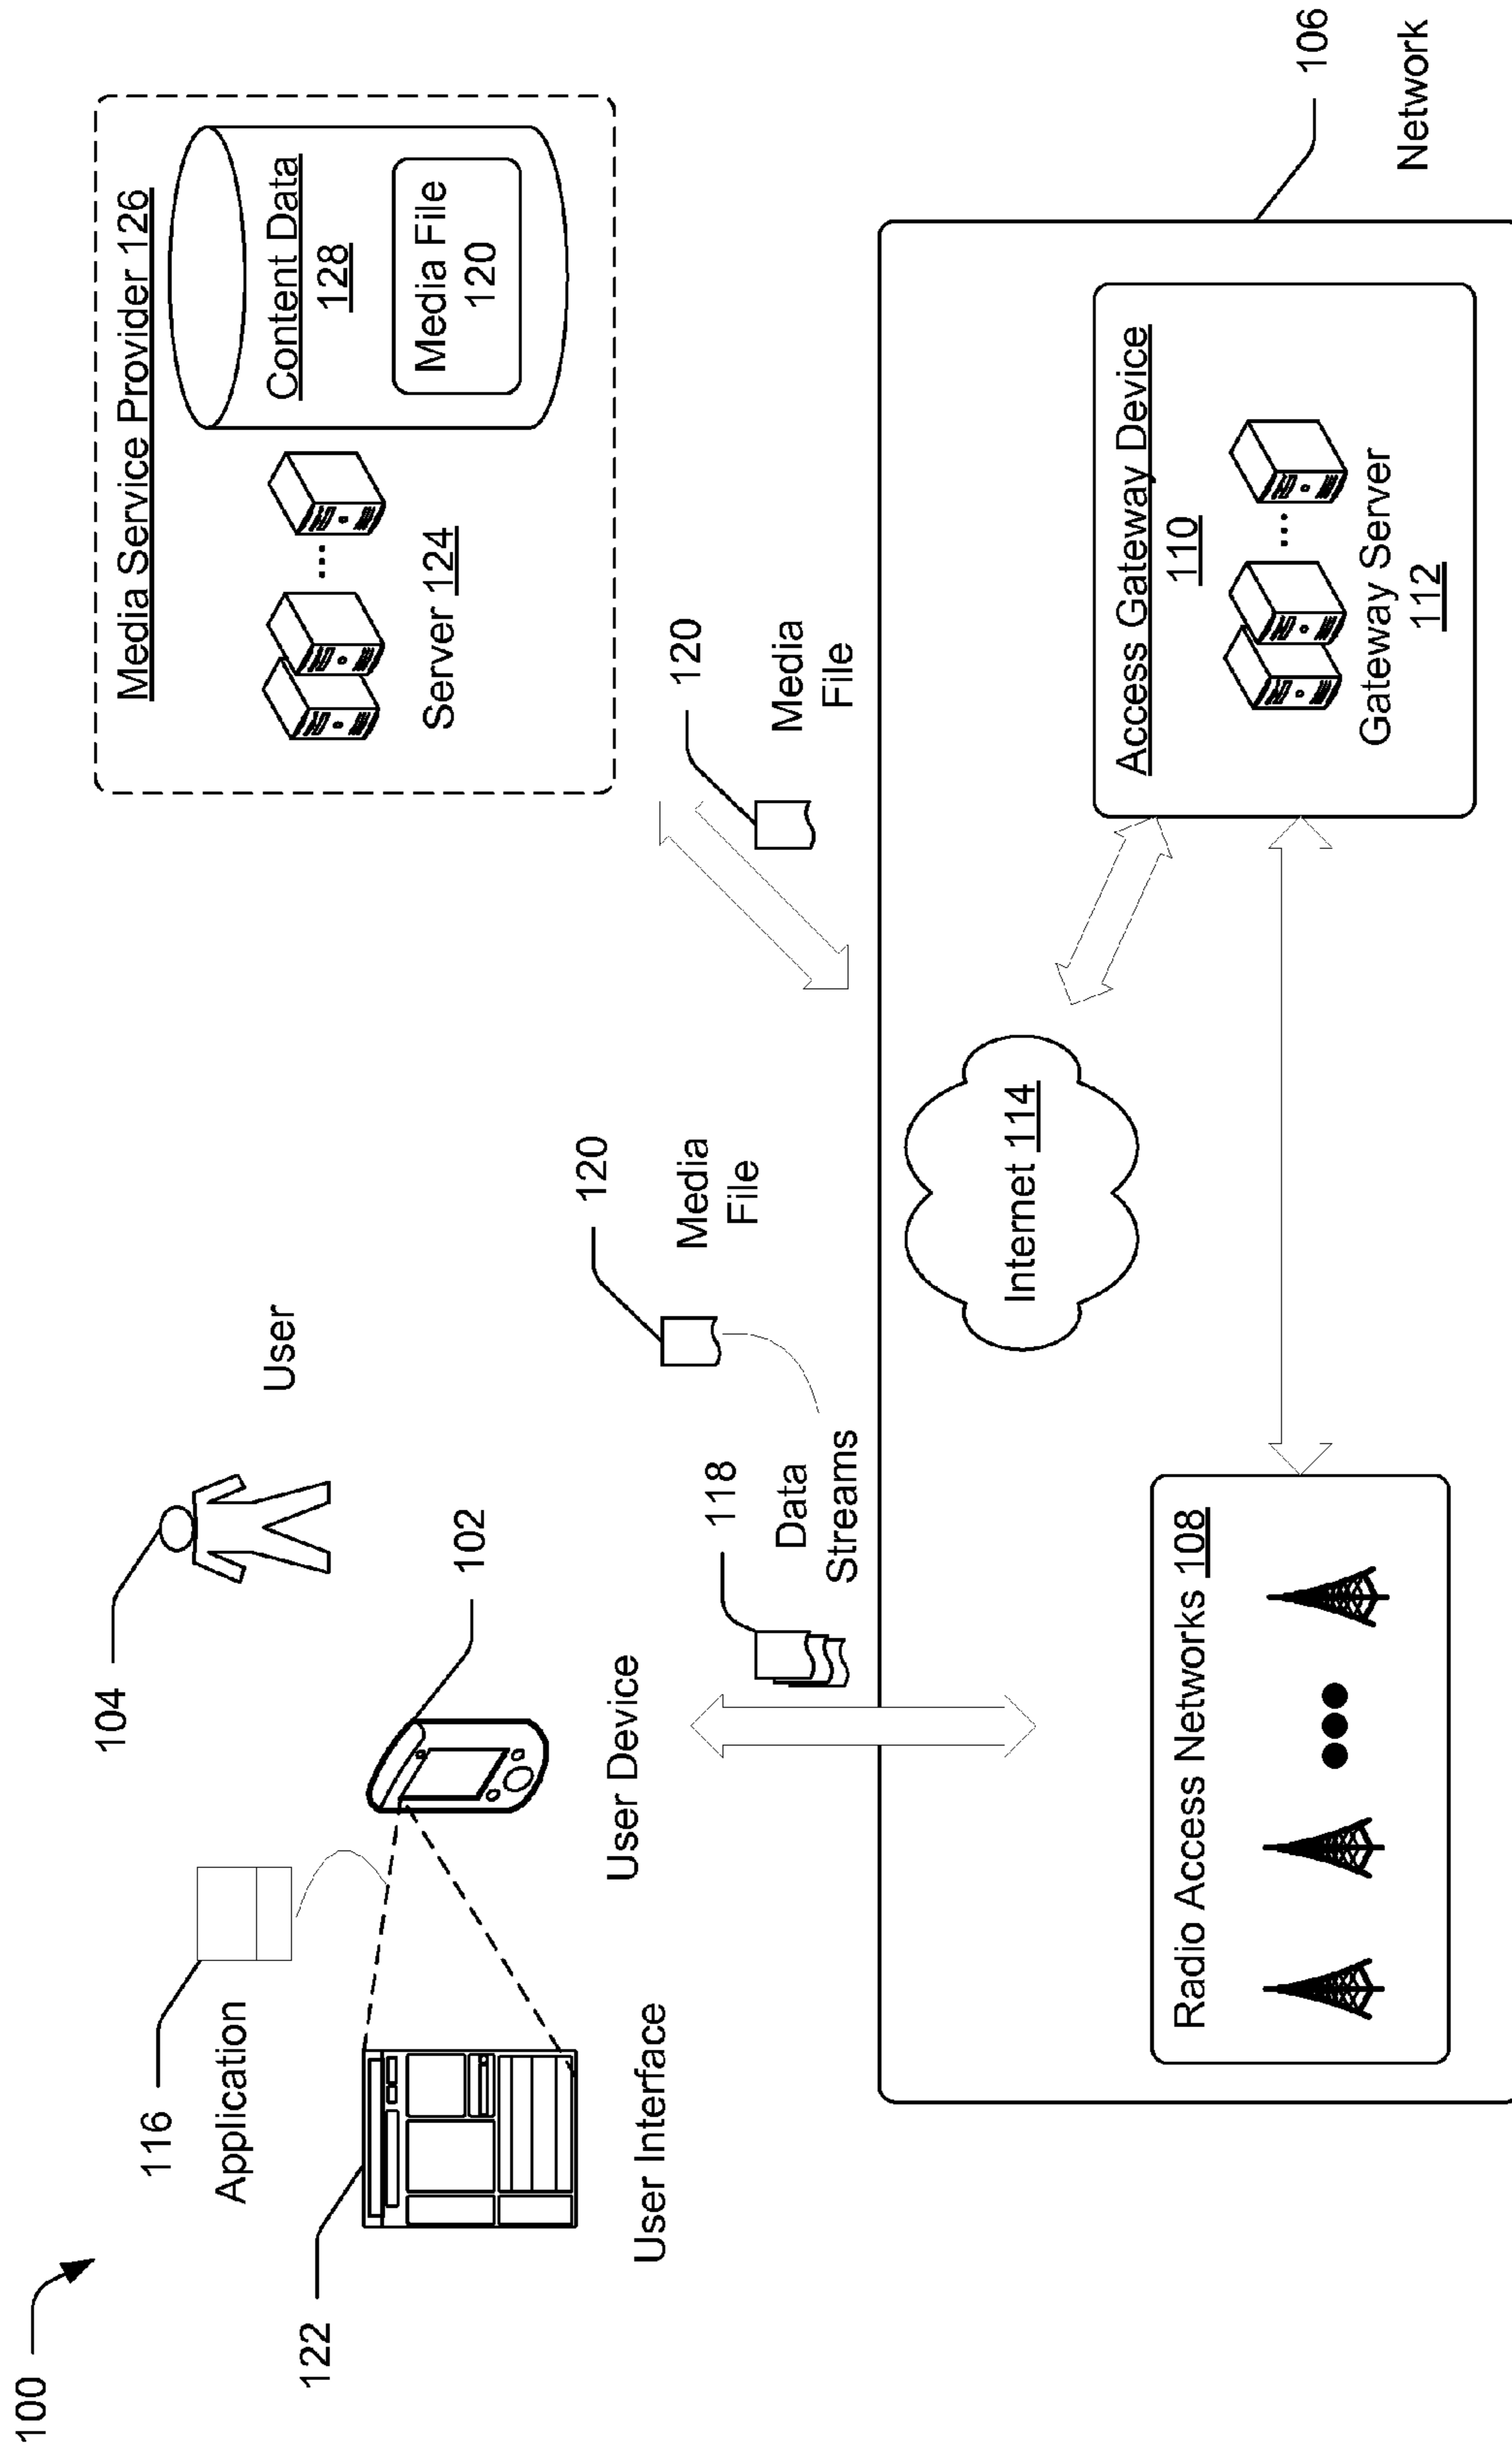 100
116
Application
104
User
122
User Interface
102
User Device
Media Service Provider 126
Content Data
128
Media File
120
...
Server 124
118
Data
Streams
120
Media
File
120
Media
File
106
Network
Internet 114
Radio Access Networks 108
Access Gateway Device
110
...
Gateway Server
112